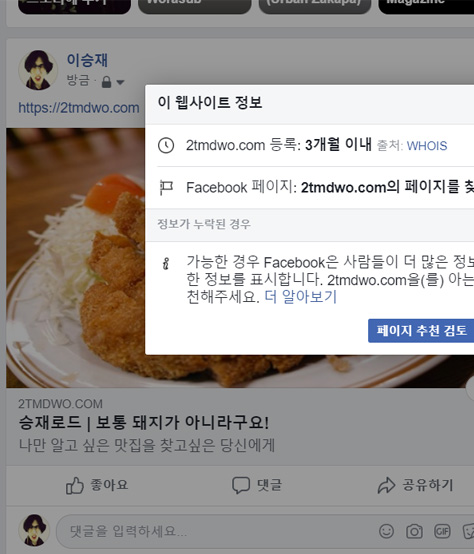 Worasub
(Urban Zakapa)
Magazine
이승재
방금 ·
https://2tmdwo.com
이 웹사이트 정보
2tmdwo.com 등록: 3개월 이내 출처: WHOIS
Facebook 페이지: 2tmdwo.com의 페이지를 찾
정보가 누락된 경우
가능한 경우 Facebook은 사람들이 더 많은 정보
한 정보를 표시합니다. 2tmdwo.com을(를) 아는
천해주세요. 더 알아보기
페이지 추천 검토
2TMDWO.COM
승재로드 | 보통 돼지가 아니라구요!
나만 알고 싶은 맛집을 찾고싶은 당신에게
좋아요 댓글 공유하기
댓글을 입력하세요... GIF